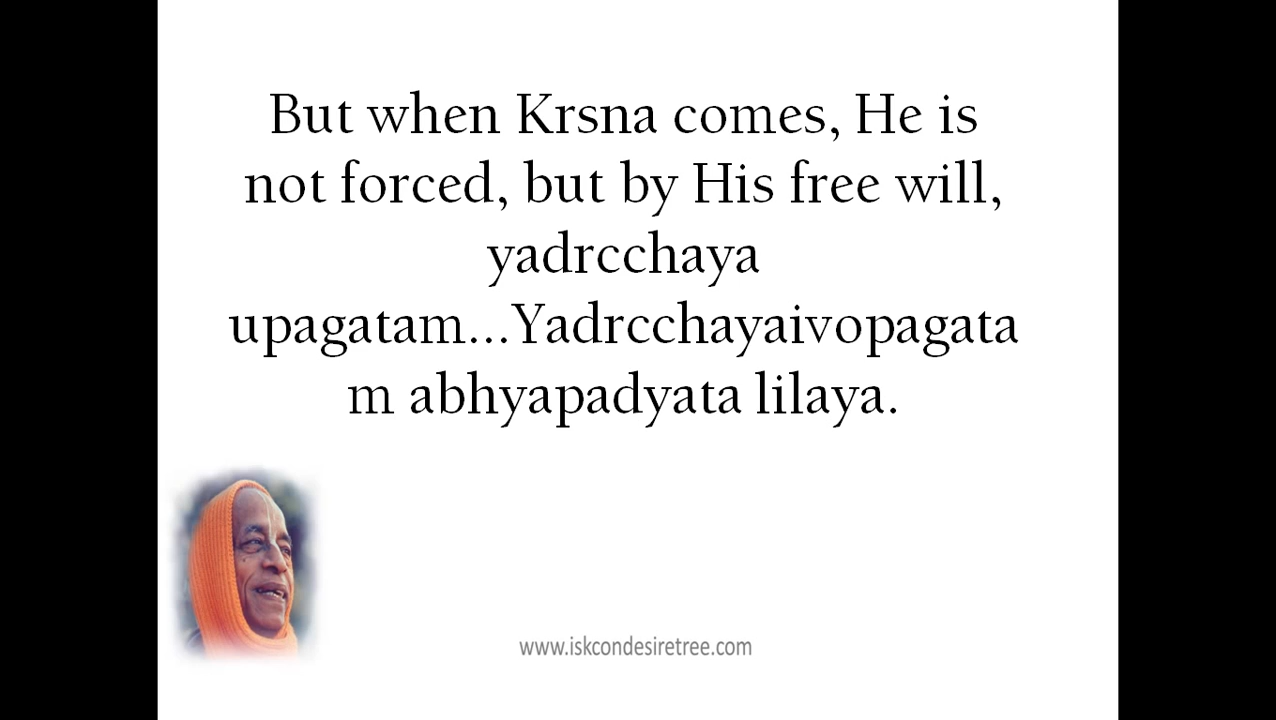 But when Krsna comes, He is
not forced, but by His free will,
yadrcchaya
upagatam...Yadrcchayaivopagata
m abhyapadyata lilaya.
www.iskcondesiretree.com